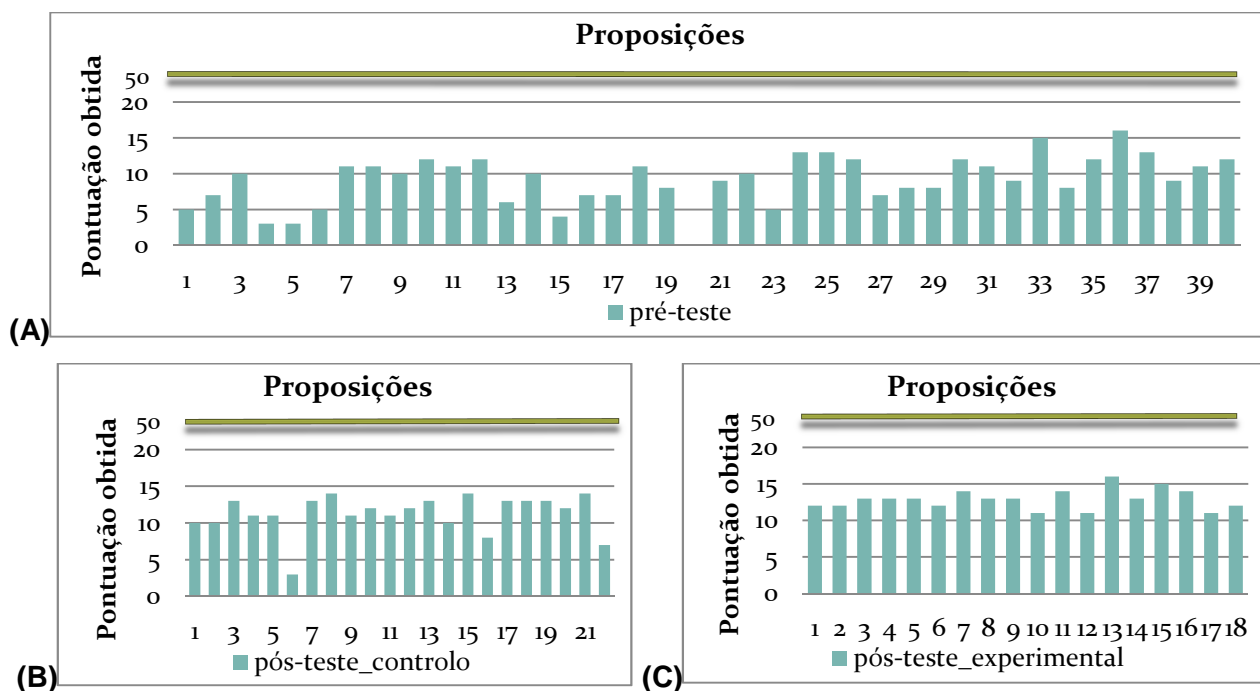 Proposições
Pontuação obtida
50
20
15
10
5
0
1 3 5 7 9 11 13 15 17 19 21 23 25 27 29 31 33 35 37 39
pré-teste
(A)
Proposições
Pontuação obtida
50
20
15
10
5
0
1 3 5 7 9 11 13 15 17 19 21
pós-teste_controlo
(B)
Proposições
Pontuação obtida
50
20
15
10
5
0
1 2 3 4 5 6 7 8 9 10 11 12 13 14 15 16 17 18
pós-teste_experimental
(C)